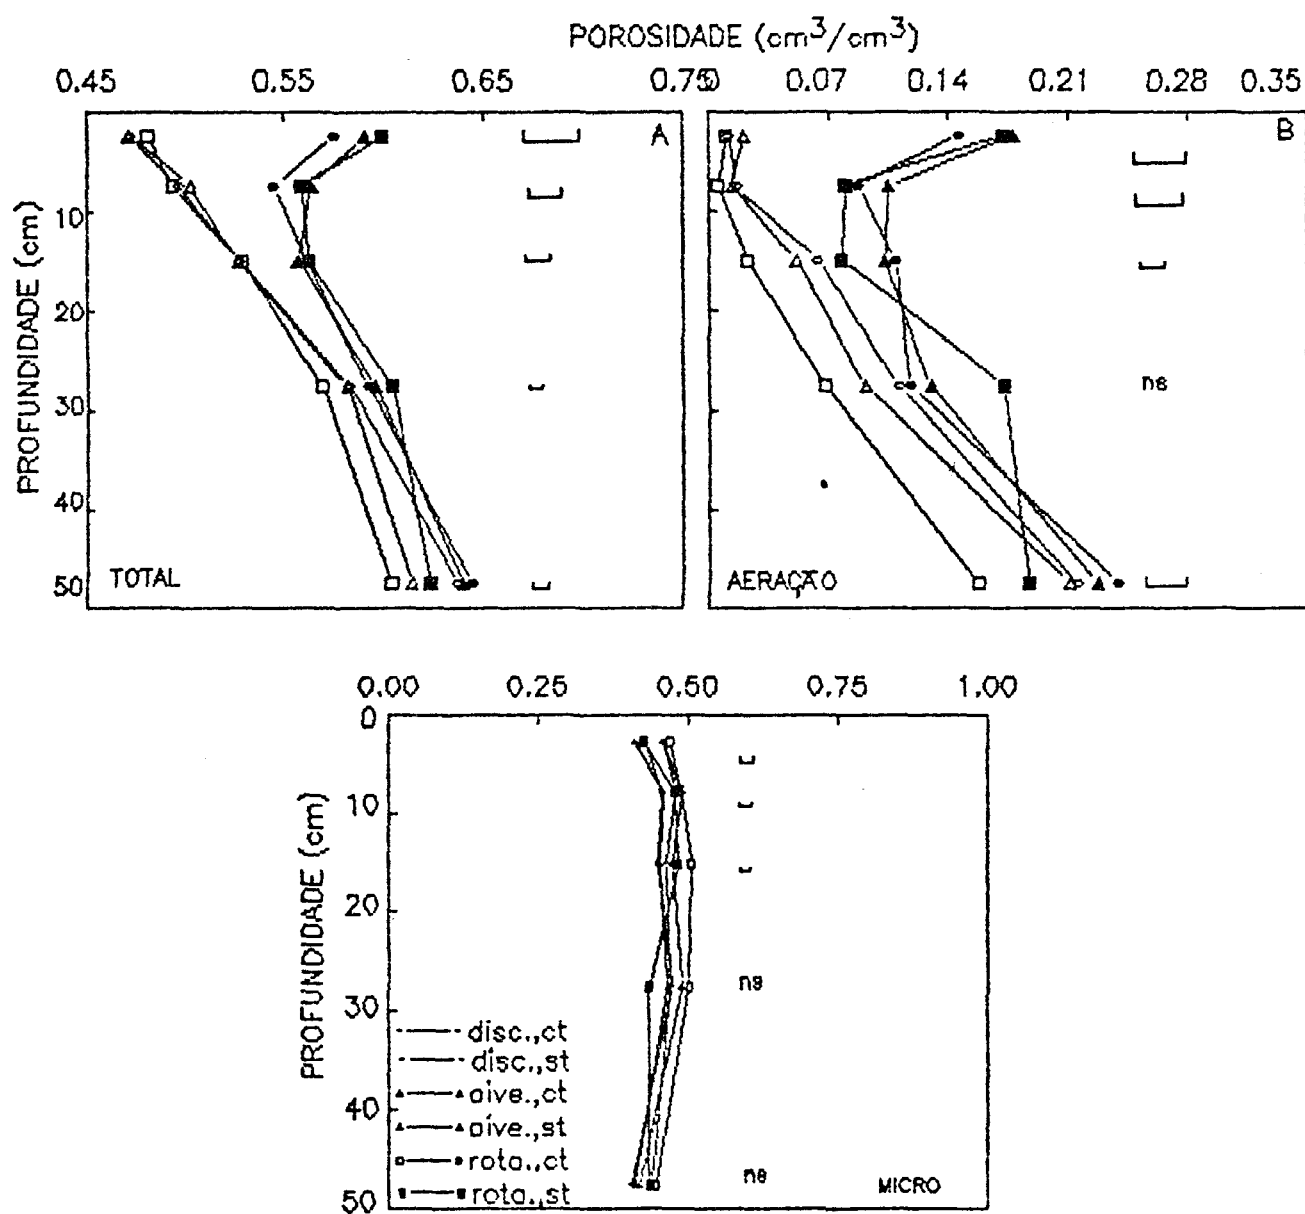 POROSIDADE (cm³/cm³)
0.45 0.55 0.65 0.75 0 0.07 0.14 0.21 0.28 0.35
A B
PROFUNDIDADE (cm)
10
20
30
40
50
ns
TOTAL AERAÇÃO
0.00 0.25 0.50 0.75 1.00
PROFUNDIDADE (cm)
0
10
20
30
40
50
ns
disc.,ct
disc.,st
aive.,ct
aive.,st
rota.,ct
rota.,st
ns
MICRO